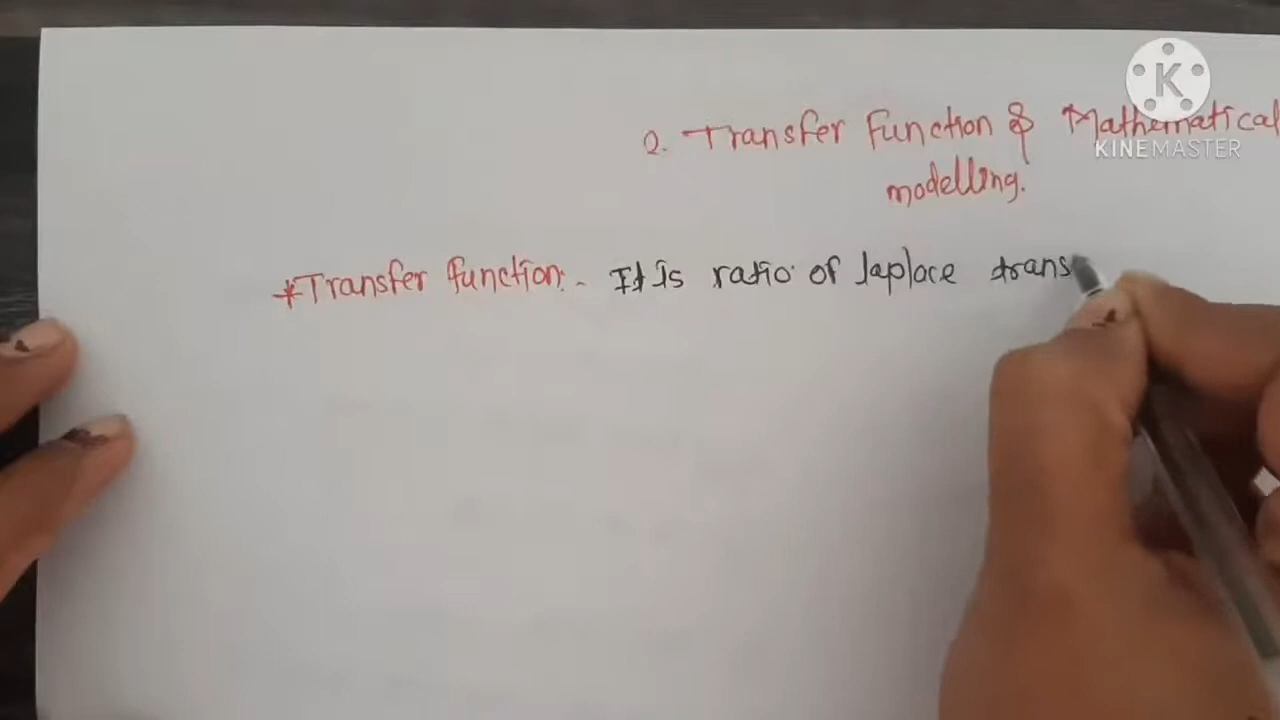 2. Transfer function & Mathematical
modelling.
*Transfer function:- It is ratio of laplace trans
K
KINEMASTER